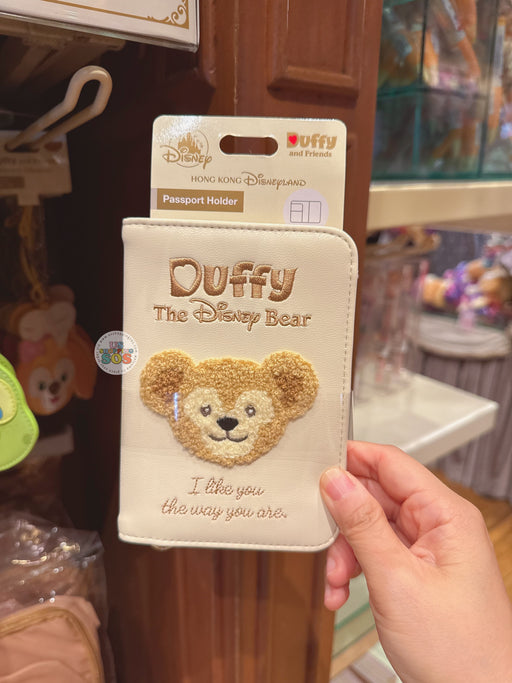 Disney
Duffy
and Friends
HONG KONG Disneyland
Passport Holder
Duffy
The Disney Bear
I like you
the way you are.